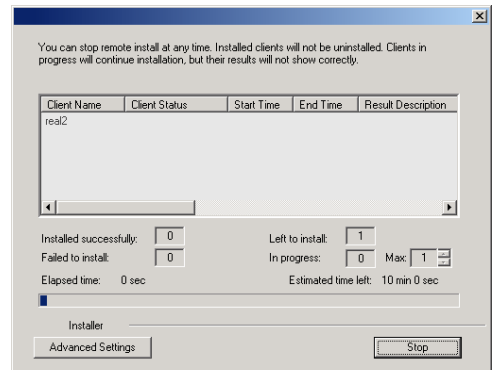 You can stop remote install at any time. Installed clients will not be uninstalled. Clients in
progress will continue installation, but their results will not show correctly.
Client Name Client Status Start Time End Time Result Description
real2
Installed successfully: 0 Left to install: 1
Failed to install: 0 In progress: 0 Max: 1
Elapsed time: 0 sec Estimated time left: 10 min 0 sec
Installer
Advanced Settings Stop